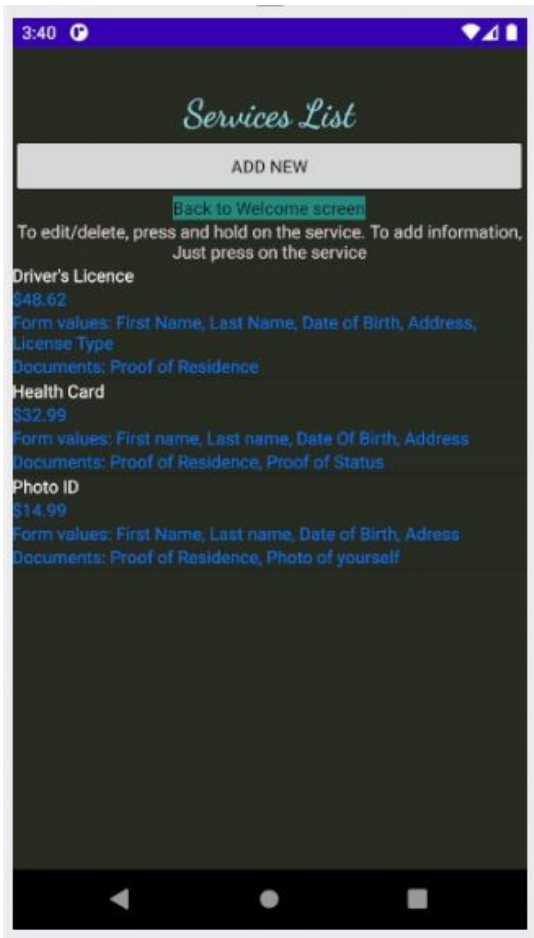 3:40
Services List
ADD NEW
Back to Welcome screen
To edit/delete, press and hold on the service. To add information,
Just press on the service
Driver's Licence
$48.62
Form values: First Name, Last Name, Date of Birth, Address,
License Type
Documents: Proof of Residence
Health Card
$32.99
Form values: First name, Last name, Date Of Birth, Address
Documents: Proof of Residence, Proof of Status
Photo ID
$14.99
Form values: First Name, Last name, Date of Birth, Adress
Documents: Proof of Residence, Photo of yourself